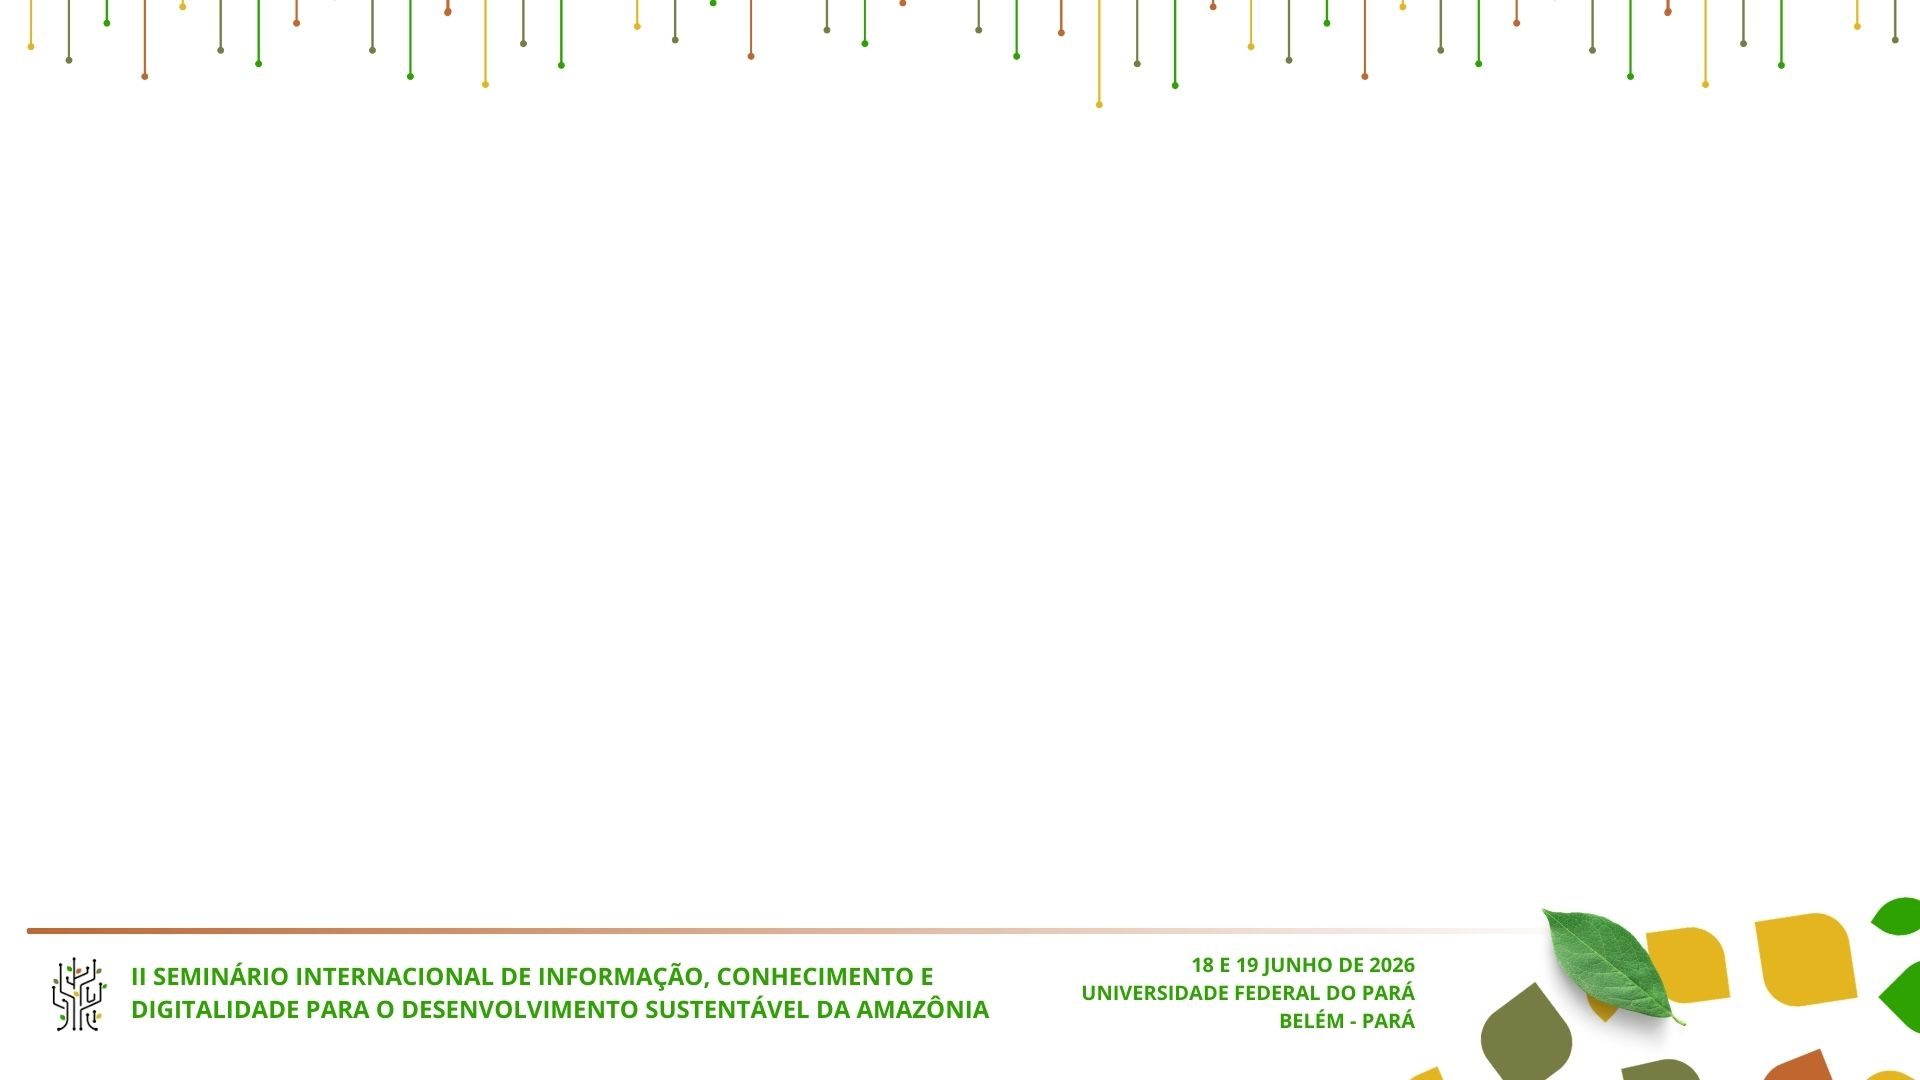 II SEMINÁRIO INTERNACIONAL DE INFORMAÇÃO, CONHECIMENTO E
DIGITALIDADE PARA O DESENVOLVIMENTO SUSTENTÁVEL DA AMAZÔNIA
18 E 19 JUNHO DE 2026
UNIVERSIDADE FEDERAL DO PARÁ
BELÉM - PARÁ